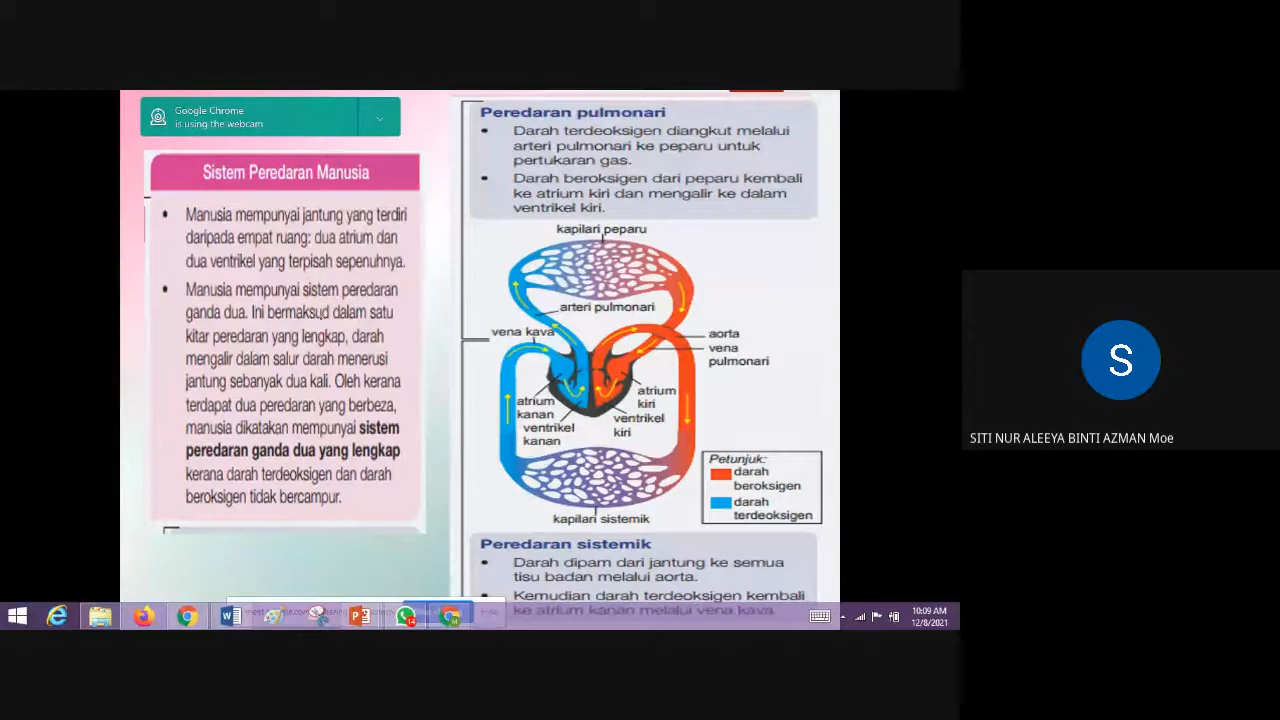 Google Chrome
is using the webcam
Sistem Peredaran Manusia
• Manusia mempunyai jantung yang terdiri
daripada empat ruang: dua atrium dan
dua ventrikel yang terpisah sepenuhnya.
• Manusia mempunyai sistem peredaran
ganda dua. Ini bermaksud dalam satu
kitar peredaran yang lengkap, darah
mengalir dalam salur darah menerusi
jantung sebanyak dua kali. Oleh kerana
terdapat dua peredaran yang berbeza,
manusia dikatakan mempunyai sistem
peredaran ganda dua yang lengkap
kerana darah terdeoksigen dan darah
beroksigen tidak bercampur.
Peredaran pulmonari
• Darah terdeoksigen diangkut melalui
arteri pulmonari ke peparu untuk
pertukaran gas.
• Darah beroksigen dari peparu kembali
ke atrium kiri dan mengalir ke dalam
ventrikel kiri.
kapilari peparu
arteri pulmonari
vena kava
aorta
vena
pulmonari
atrium
kanan
ventrikel
kanan
atrium
kiri
ventrikel
kiri
kapilari sistemik
Petunjuk:
darah
beroksigen
darah
terdeoksigen
Peredaran sistemik
• Darah dipam dari jantung ke semua
tisu badan melalui aorta.
• Kemudian darah terdeoksigen kembali
ke atrium kanan melalui vena kava.
14
10:09 AM
12/8/2021
S
SITI NUR ALEEYA BINTI AZMAN Moe